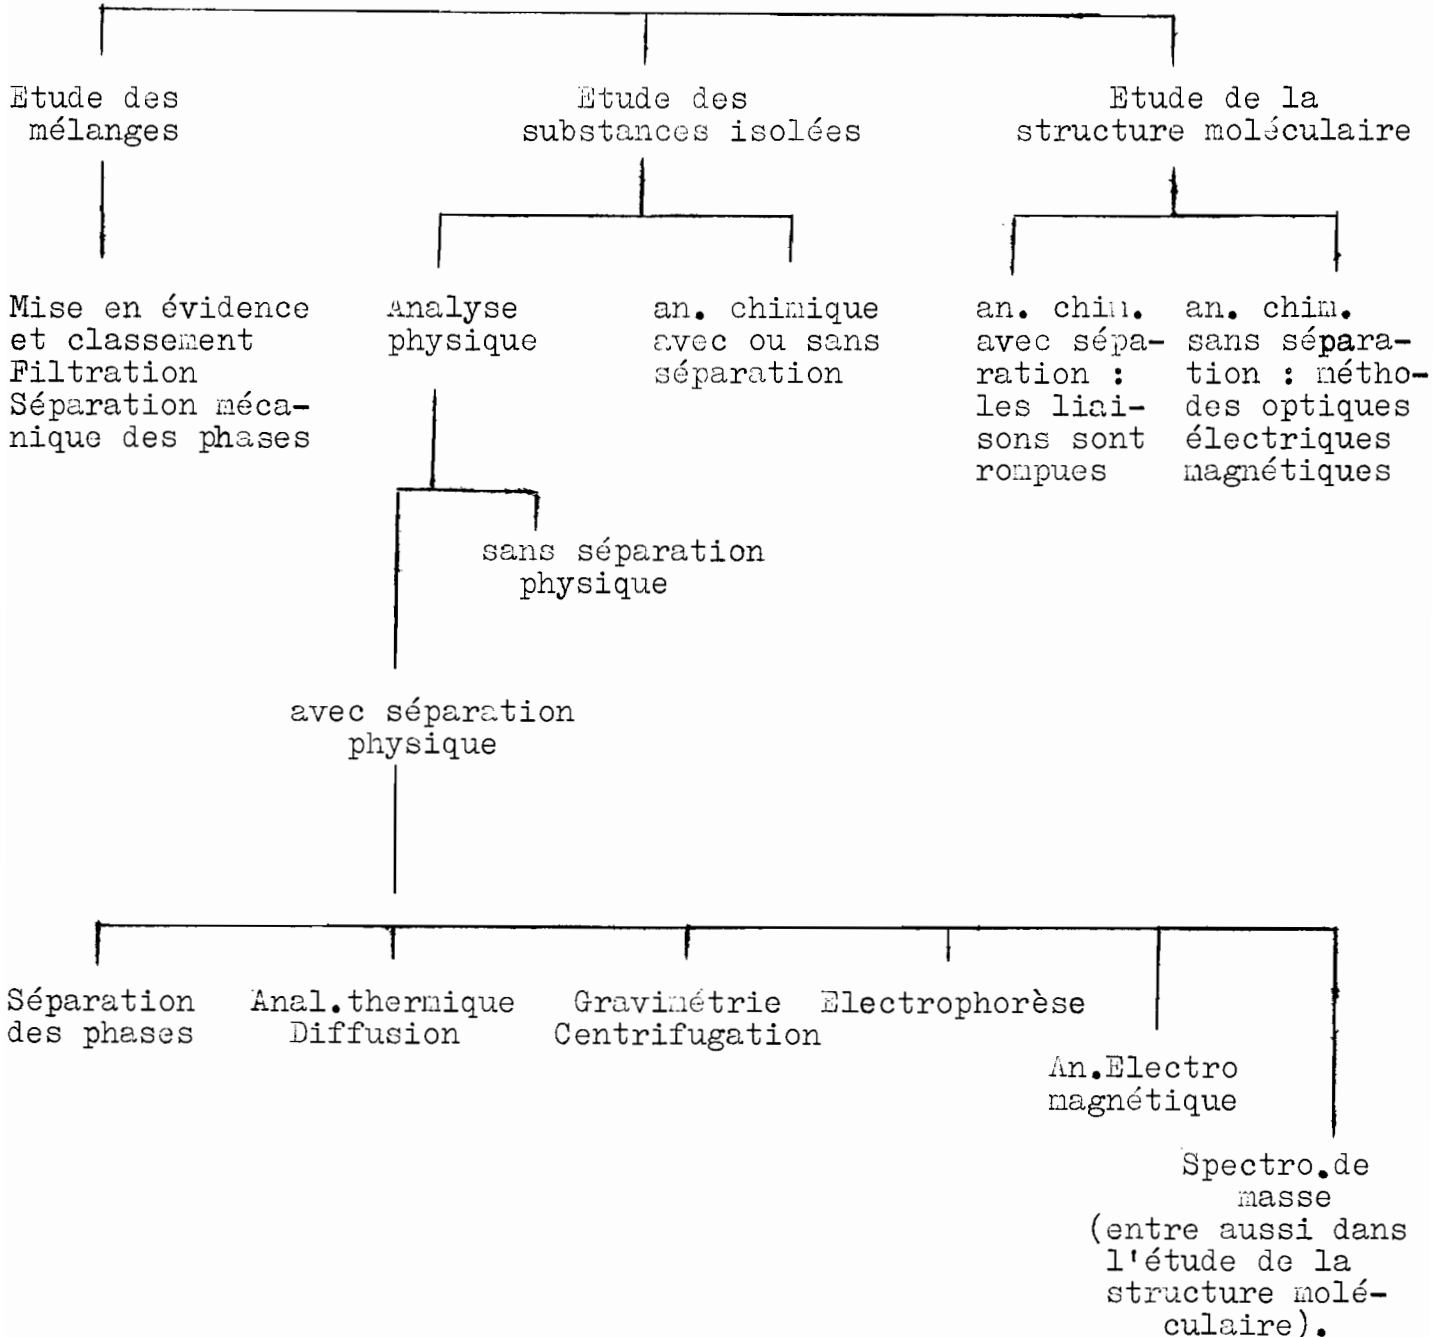 Etude des
mélanges
Etude des
substances isolées
Etude de la
structure moléculaire
Mise en évidence
et classement
Filtration
Séparation méca-
nique des phases
Analyse
physique
an. chimique
avec ou sans
séparation
an. chim.
avec sépa-
ration :
les liai-
sons sont
rompues
an. chim.
sans sépara-
tion : métho-
des optiques
électriques
magnétiques
sans séparation
physique
avec séparation
physique
Séparation
des phases
Anal.thermique
Diffusion
Gravimétrie
Centrifugation
Electrophorèse
An.Electro
magnétique
Spectro.de
masse
(entre aussi dans
l'étude de la
structure molé-
culaire).